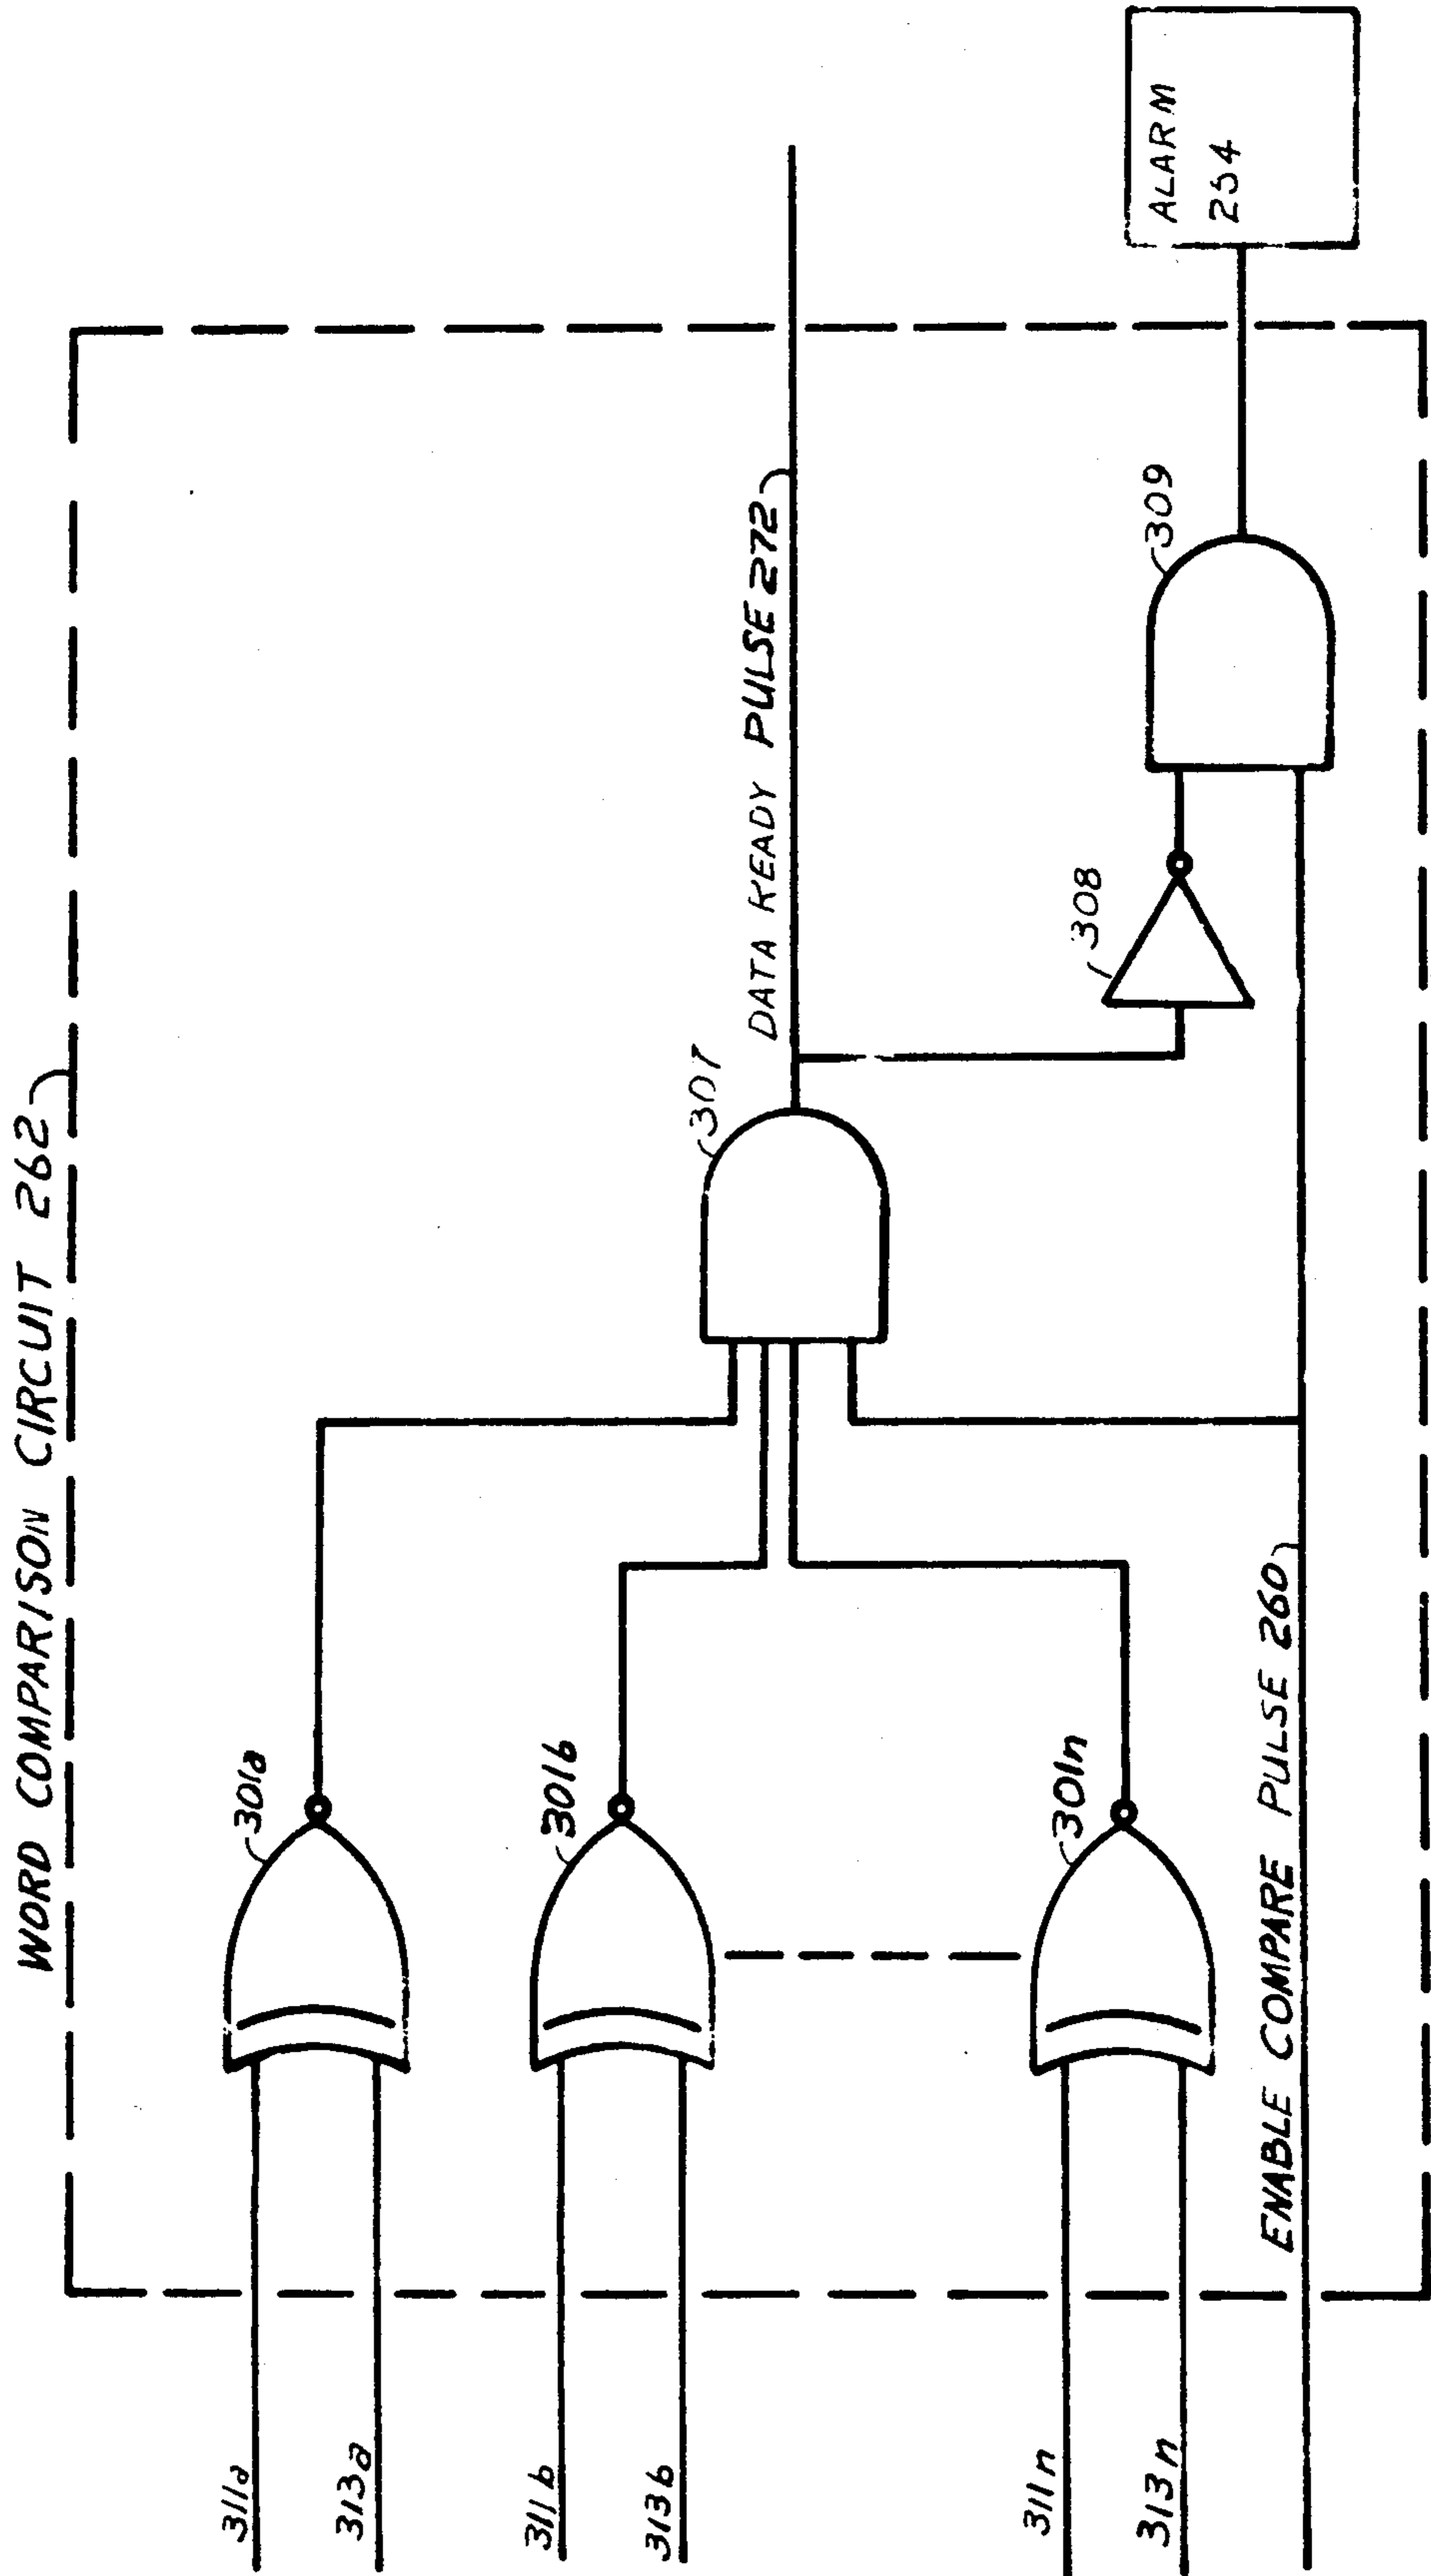 WORD COMPARISON CIRCUIT 262
311a
301a
313a
311b
301b
313b
307
DATA READY PULSE 272
311n
301n
313n
308
309
ALARM
254
ENABLE COMPARE PULSE 260